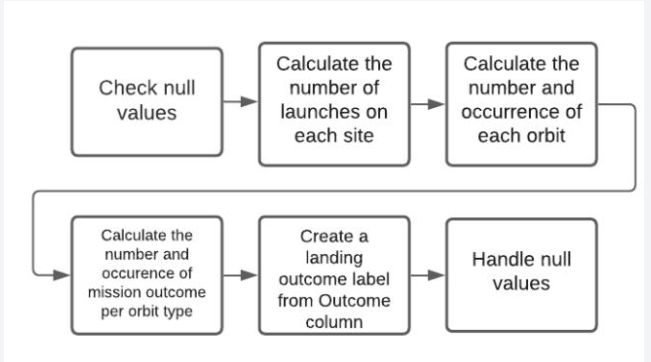 Check null
values
Calculate the
number of
launches on
each site
Calculate the
number and
occurrence of
each orbit
Calculate the
number and
occurence of
mission outcome
per orbit type
Create a
landing
outcome label
from Outcome
column
Handle null
values